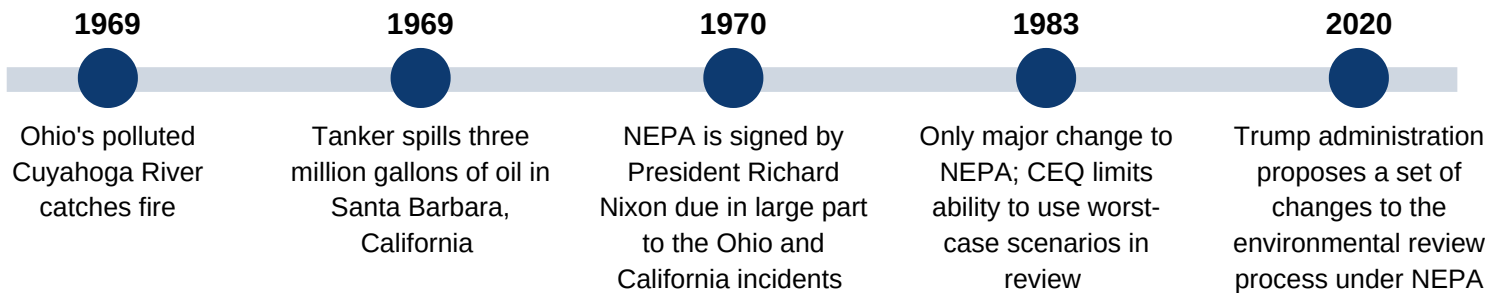 1969
Ohio's polluted
Cuyahoga River
catches fire
1969
Tanker spills three
million gallons of oil in
Santa Barbara,
California
1970
NEPA is signed by
President Richard
Nixon due in large part
to the Ohio and
California incidents
1983
Only major change to
NEPA; CEQ limits
ability to use worst-
case scenarios in
review
2020
Trump administration
proposes a set of
changes to the
environmental review
process under NEPA